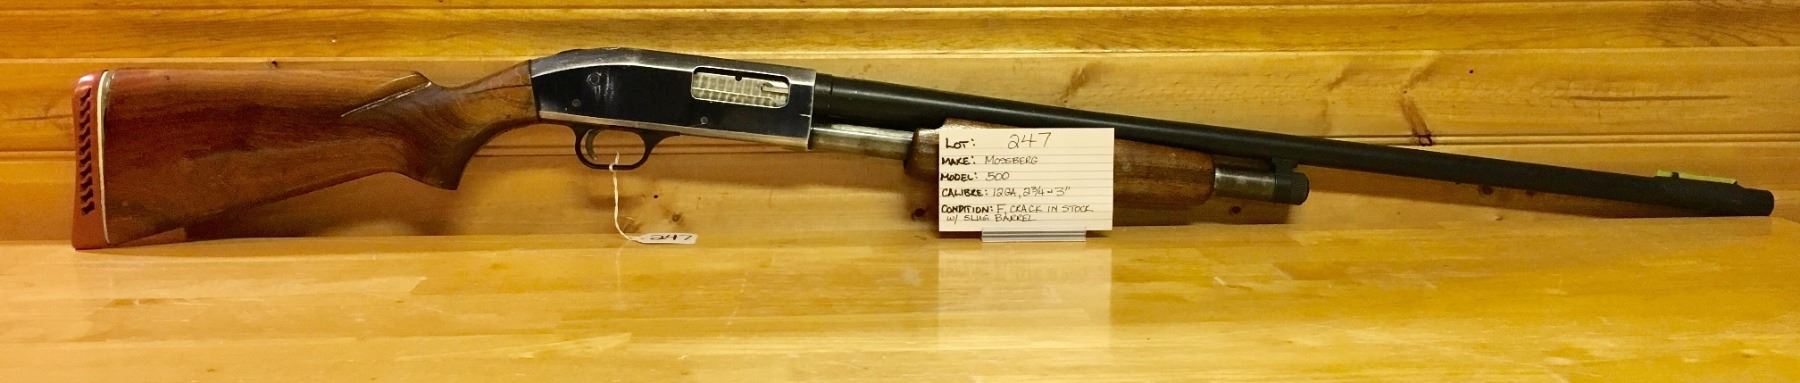 LOT: 247
MAKE: MOSSBERG
MODEL: 500
CALIBRE: 12GA, 2¾-3"
CONDITION: F, CRACK IN STOCK
W/ SLUG BARREL
247